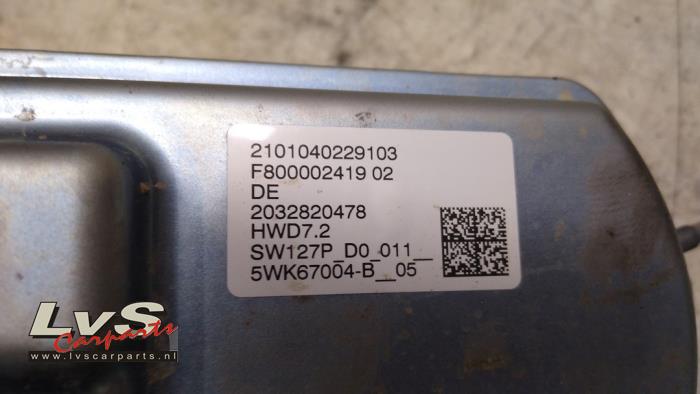 2101040229103
F800002419 02
DE
2032820478
HWD7.2
SW127P_D0_011__
5WK67004-B__05
LvS
Carparts
www.lvscarparts.nl